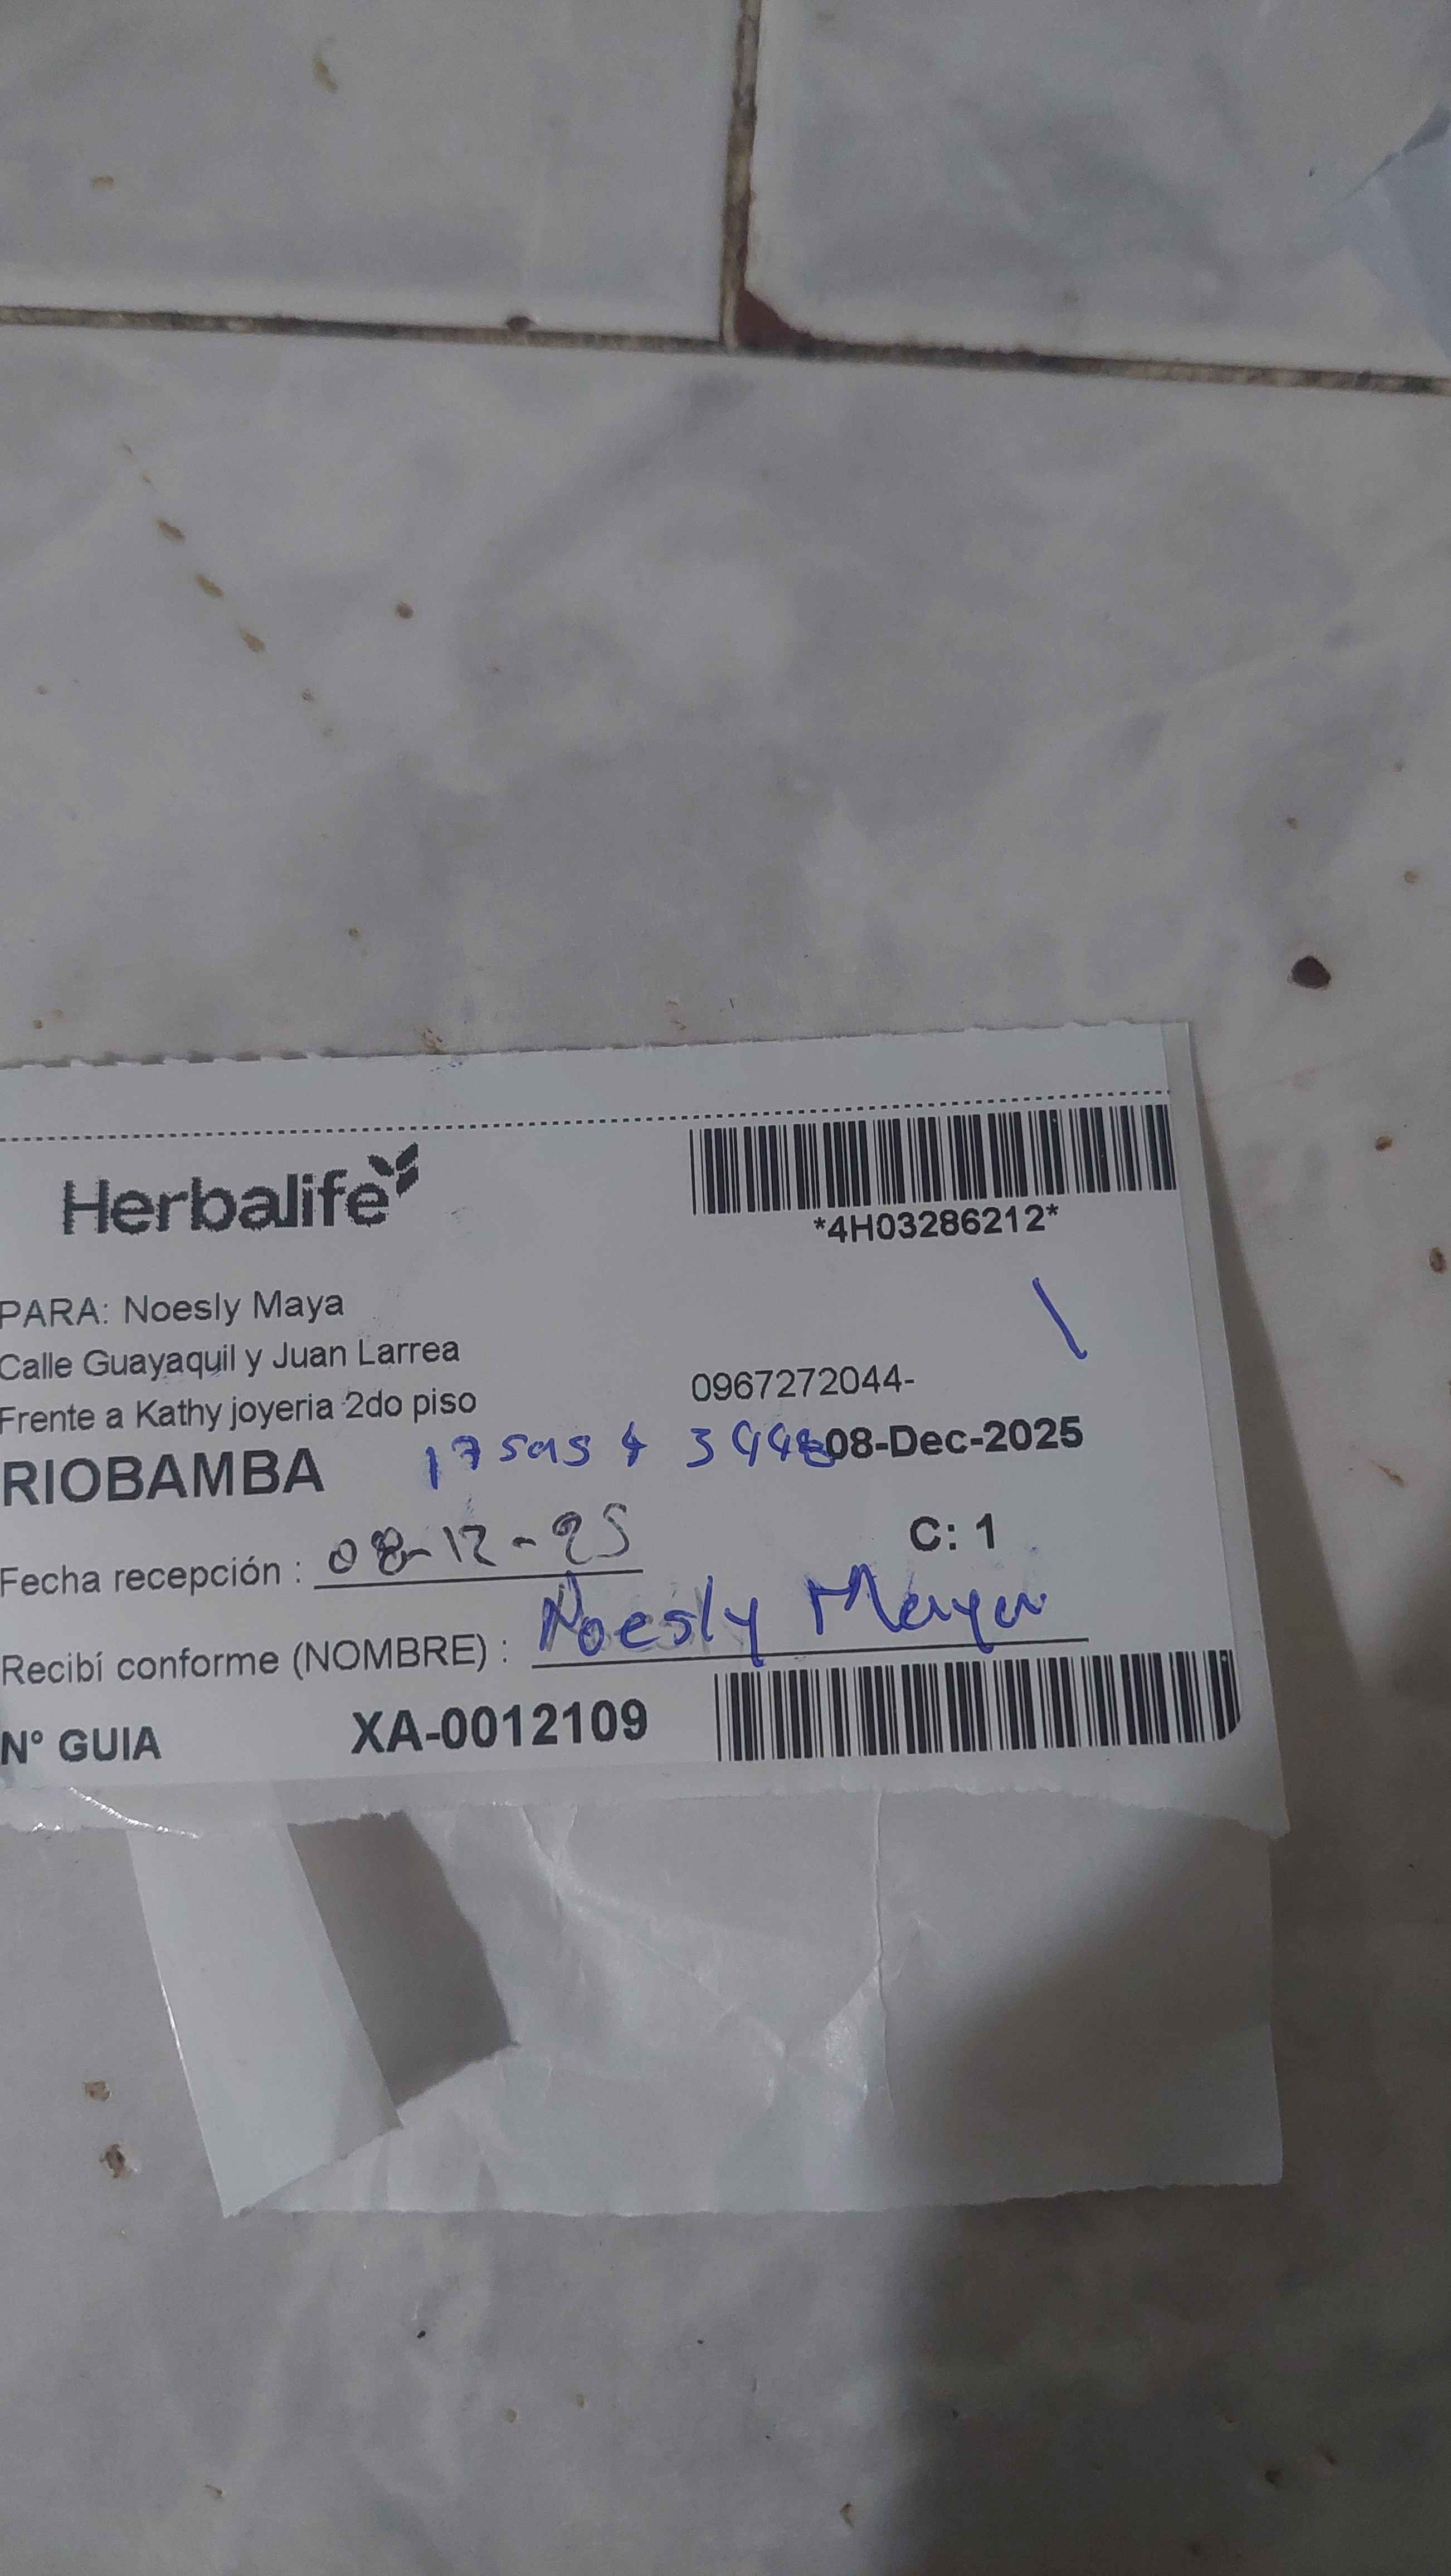 Herbalife
*4H03286212*
PARA: Noesly Maya
Calle Guayaquil y Juan Larrea
Frente a Kathy joyeria 2do piso
0967272044-
RIOBAMBA
08-Dec-2025
Fecha recepción : 08-12-25
C: 1
Recibí conforme (NOMBRE) : Noesly Maya
N° GUIA XA-0012109